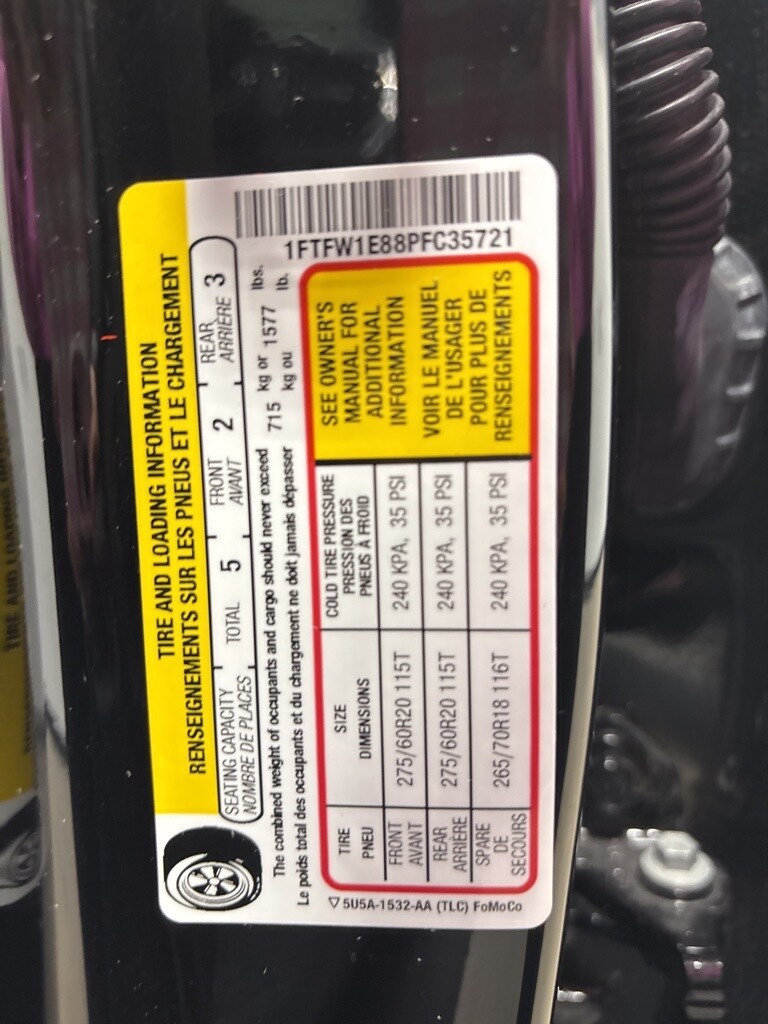 TIRE AND LOADING INFORMATION
RENSEIGNEMENTS SUR LES PNEUS ET LE CHARGEMENT
SEATING CAPACITY TOTAL 5 FRONT 2 REAR 3
NOMBRE DE PLACES AVANT ARRIÈRE
The combined weight of occupants and cargo should never exceed 715 kg or 1577 lbs.
Le poids total des occupants et du chargement ne doit jamais dépasser kg ou lb.
1FTFW1E88PFC35721
TIRE SIZE COLD TIRE PRESSURE
PNEU DIMENSIONS PRESSION DES
PNEUS À FROID
FRONT 275/60R20 115T 240 KPA, 35 PSI
AVANT
REAR 275/60R20 115T 240 KPA, 35 PSI
ARRIÈRE
SPARE 265/70R18 116T 240 KPA, 35 PSI
DE
SECOURS
SEE OWNER'S
MANUAL FOR
ADDITIONAL
INFORMATION
VOIR LE MANUEL
DE L'USAGER
POUR PLUS DE
RENSEIGNEMENTS
5U5A-1532-AA (TLC) FoMoCo
TIRE AND LOADING